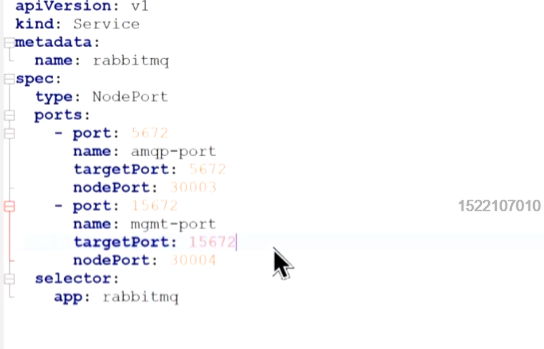 apiVersion: v1
kind: Service
metadata:
  name: rabbitmq
spec:
  type: NodePort
  ports:
    - port: 5672
      name: amqp-port
      targetPort: 5672
      nodePort: 30003
    - port: 15672
      name: mgmt-port
      targetPort: 15672
      nodePort: 30004
  selector:
    app: rabbitmq
1522107010